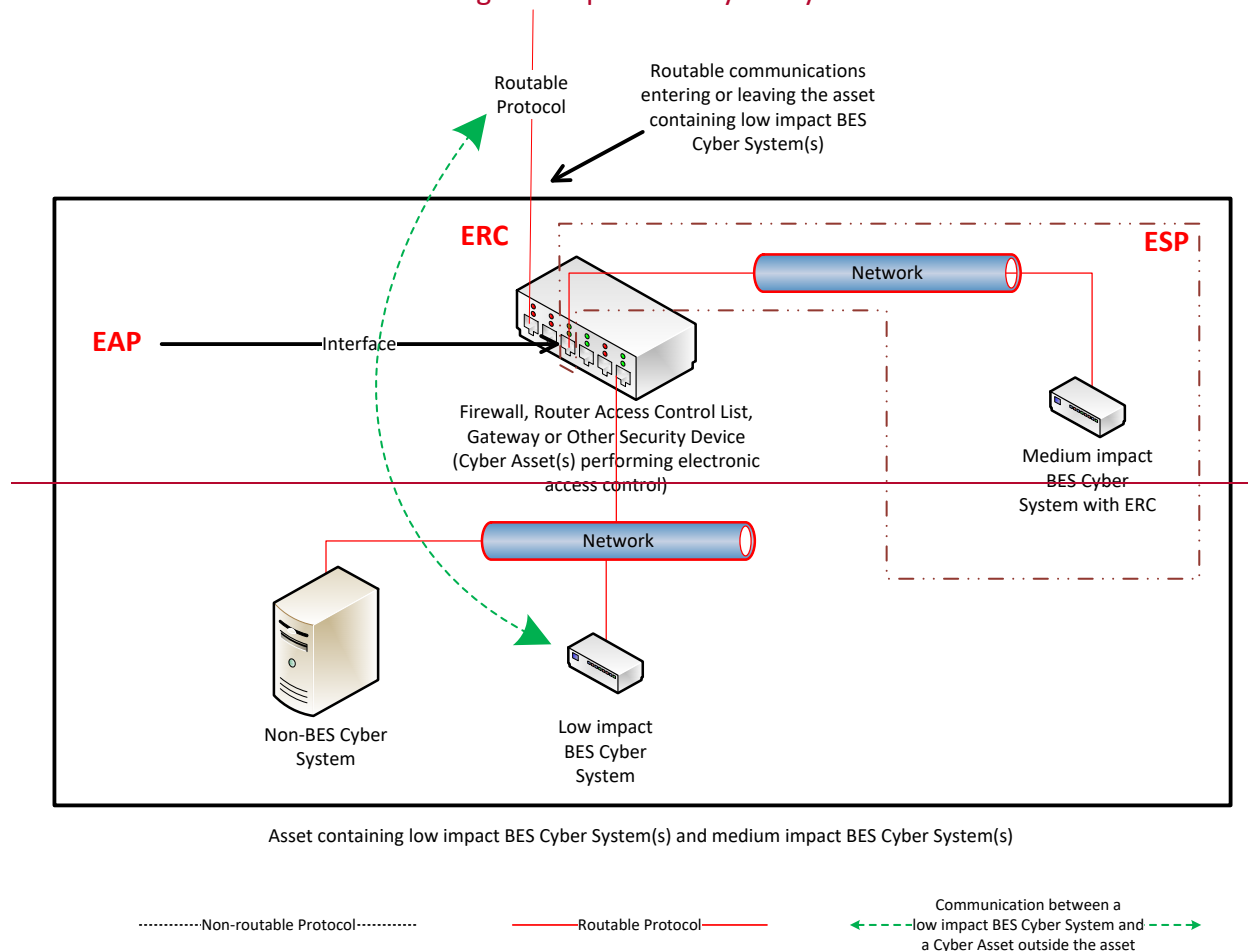 Routable
Protocol
Routable communications
entering or leaving the asset
containing low impact BES
Cyber System(s)
ERC
ESP
Network
EAP
Interface
Firewall, Router Access Control List,
Gateway or Other Security Device
(Cyber Asset(s) performing electronic
access control)
Medium impact
BES Cyber
System with ERC
Network
Non-BES Cyber
System
Low impact
BES Cyber
System
Asset containing low impact BES Cyber System(s) and medium impact BES Cyber System(s)
Non-routable Protocol
Routable Protocol
Communication between a
low impact BES Cyber System and
a Cyber Asset outside the asset